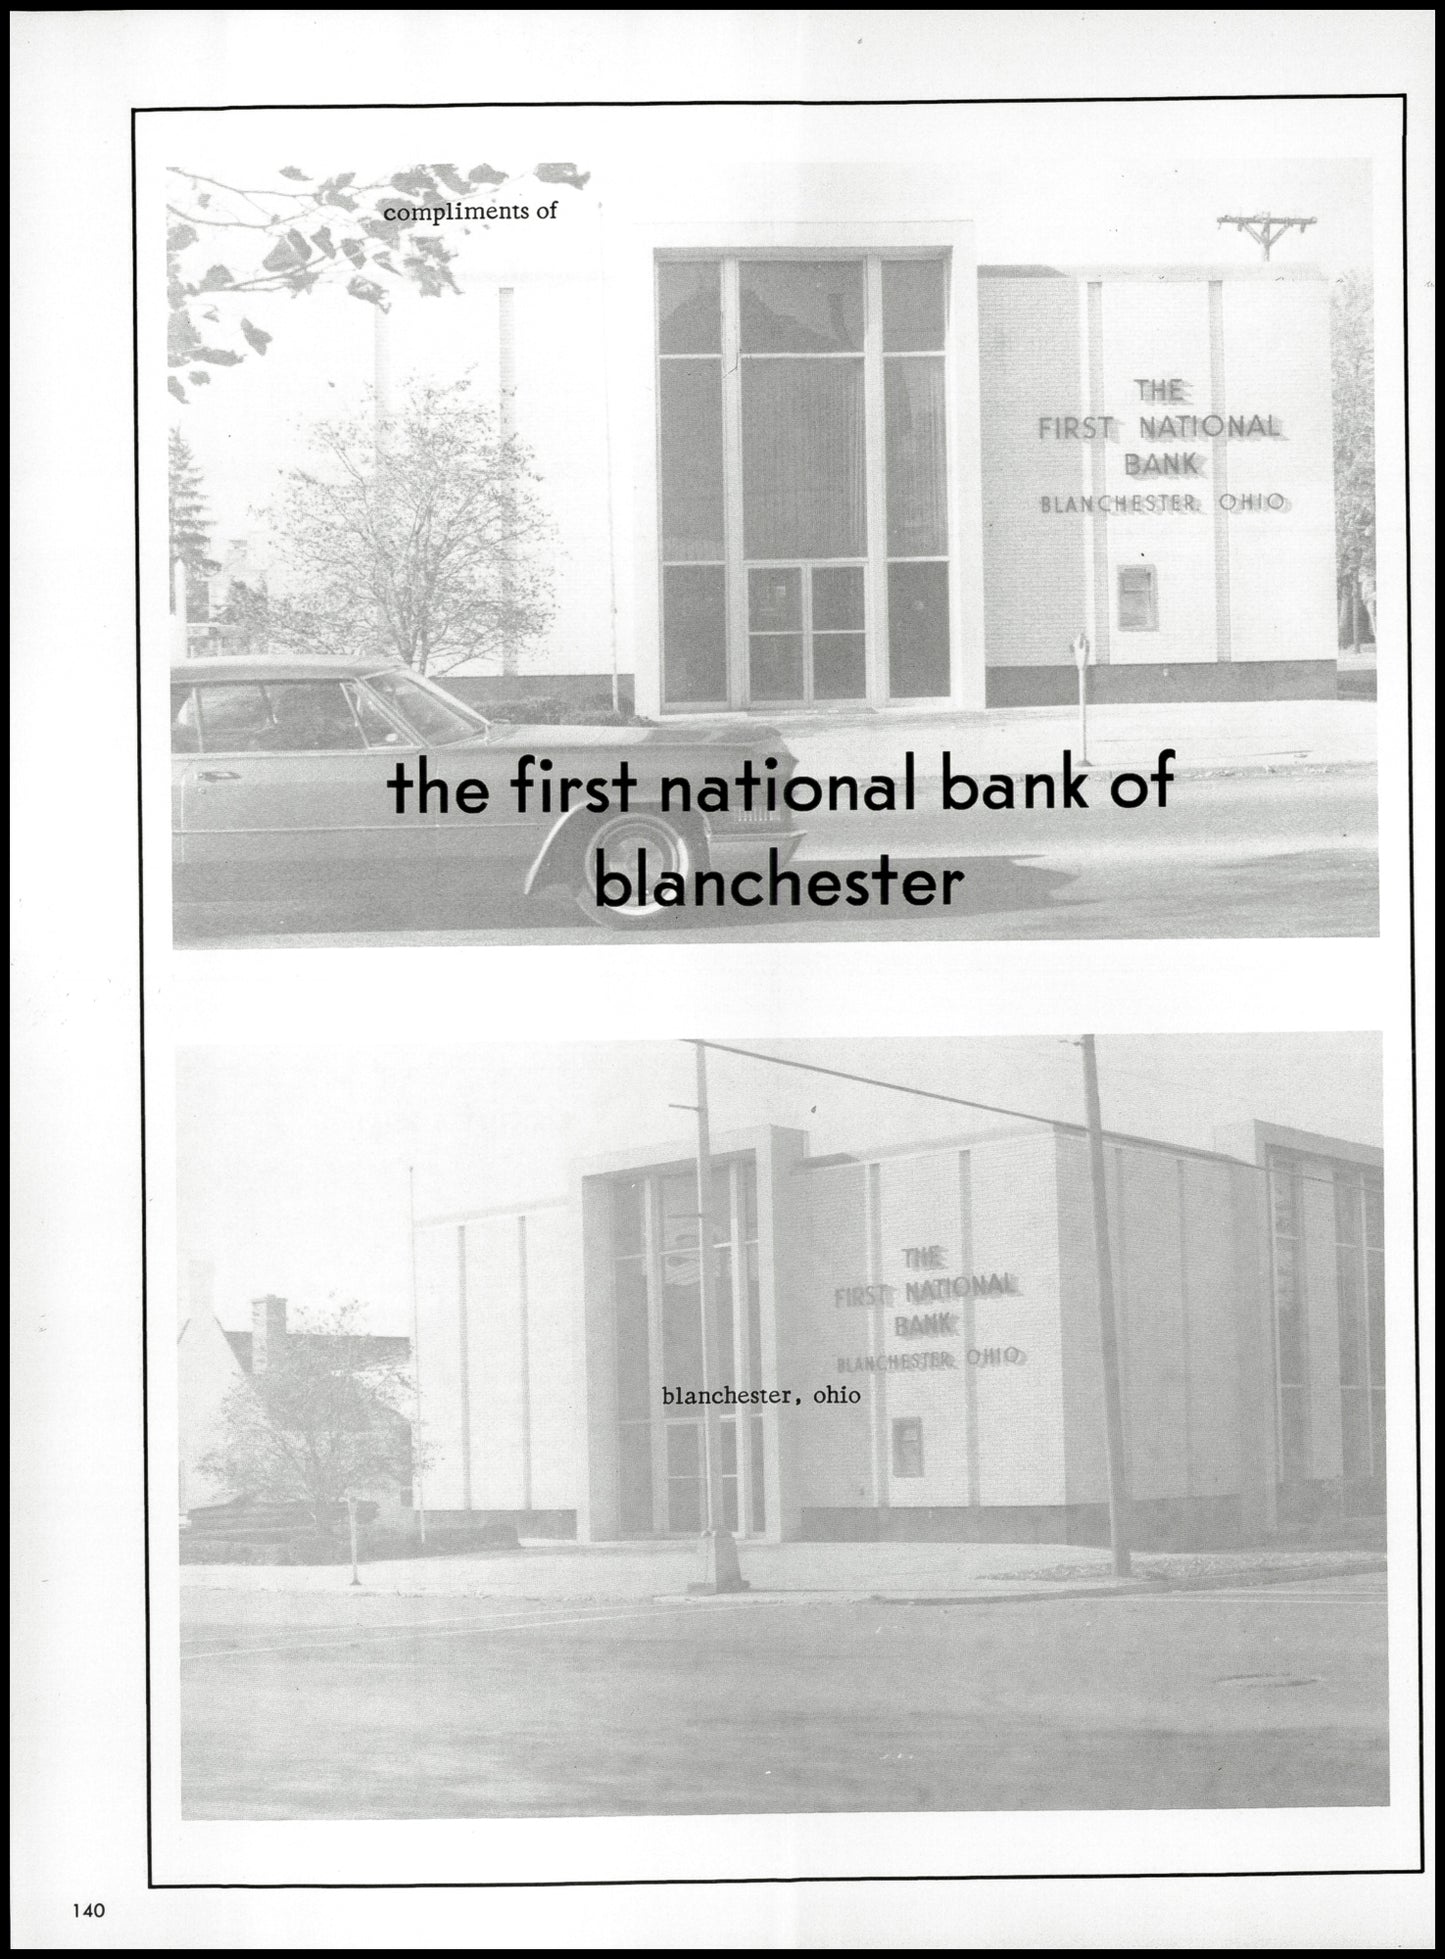 compliments of
THE
FIRST NATIONAL
BANK
BLANCHESTER, OHIO
the first national bank of
blanchester
THE
FIRST NATIONAL
BANK
BLANCHESTER, OHIO
blanchester, ohio
140